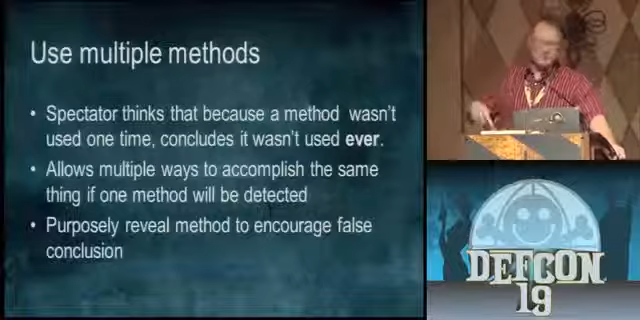 Use multiple methods
• Spectator thinks that because a method wasn't
used one time, concludes it wasn't used ever.
• Allows multiple ways to accomplish the same
thing if one method will be detected
• Purposely reveal method to encourage false
conclusion
DEFCON
19